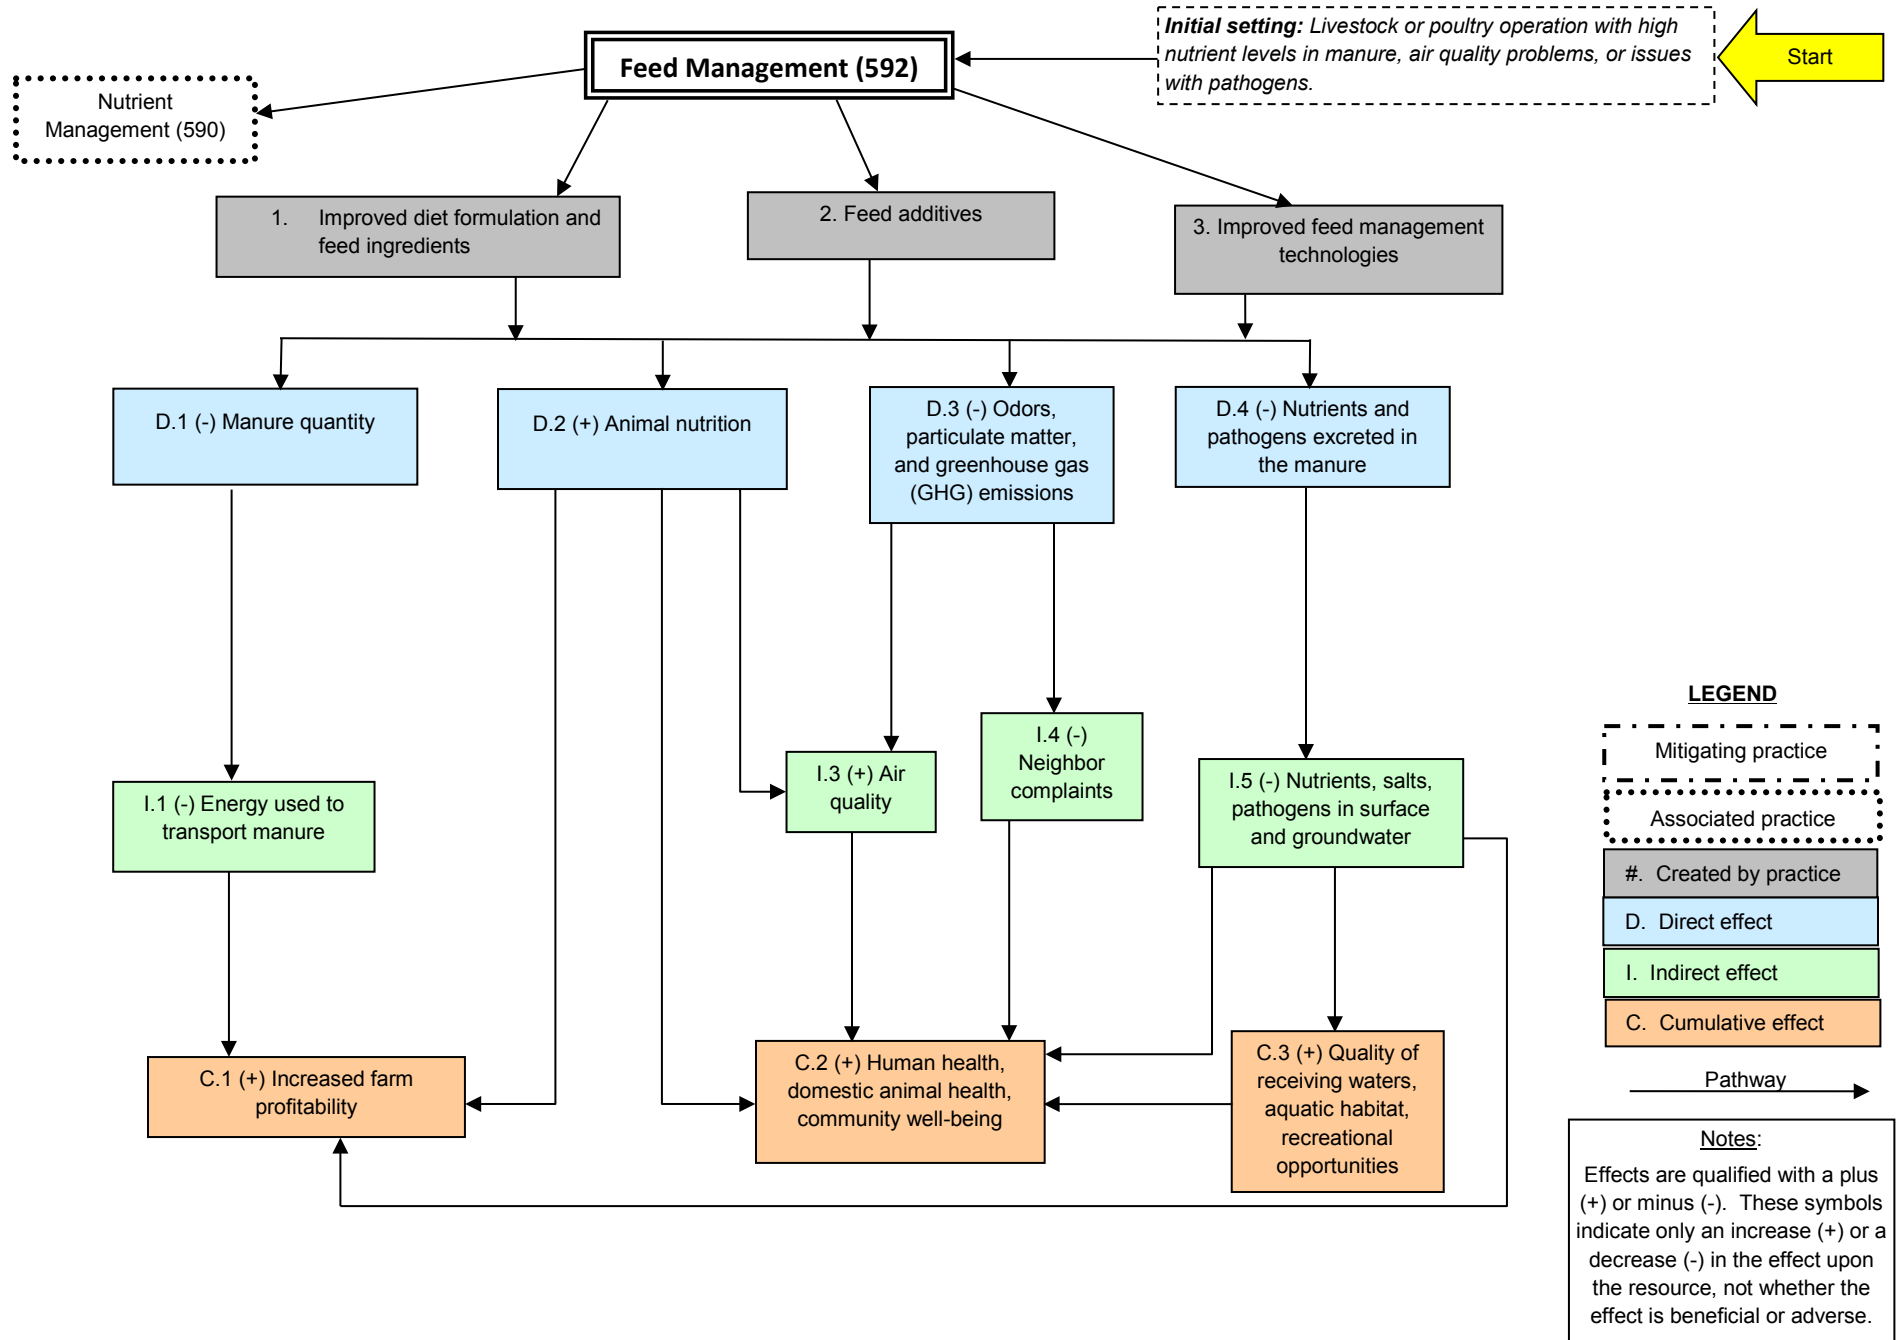 Initial setting: Livestock or poultry operation with high
nutrient levels in manure, air quality problems, or issues
with pathogens.
Start
Feed Management (592)
Nutrient
Management (590)
1. Improved diet formulation and
feed ingredients
2. Feed additives
3. Improved feed management
technologies
D.1 (-) Manure quantity
D.2 (+) Animal nutrition
D.3 (-) Odors,
particulate matter,
and greenhouse gas
(GHG) emissions
D.4 (-) Nutrients and
pathogens excreted in
the manure
I.1 (-) Energy used to
transport manure
I.3 (+) Air
quality
I.4 (-)
Neighbor
complaints
I.5 (-) Nutrients, salts,
pathogens in surface
and groundwater
C.1 (+) Increased farm
profitability
C.2 (+) Human health,
domestic animal health,
community well-being
C.3 (+) Quality of
receiving waters,
aquatic habitat,
recreational
opportunities
LEGEND
Mitigating practice
Associated practice
#. Created by practice
D. Direct effect
I. Indirect effect
C. Cumulative effect
Pathway
Notes:
Effects are qualified with a plus
(+) or minus (-). These symbols
indicate only an increase (+) or a
decrease (-) in the effect upon
the resource, not whether the
effect is beneficial or adverse.